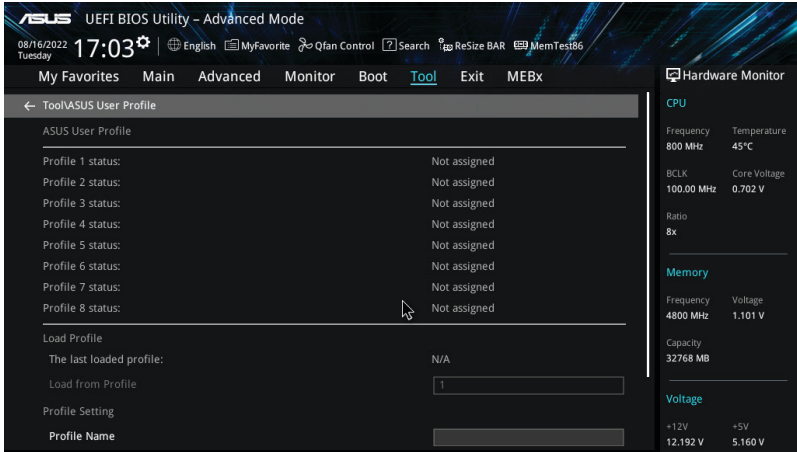 ASUS UEFI BIOS Utility – Advanced Mode
08/16/2022 Tuesday 17:03 English MyFavorite Qfan Control ? Search ReSize BAR MemTest86
My Favorites Main Advanced Monitor Boot Tool Exit MEBx
← Tool\ASUS User Profile
ASUS User Profile
Profile 1 status: Not assigned
Profile 2 status: Not assigned
Profile 3 status: Not assigned
Profile 4 status: Not assigned
Profile 5 status: Not assigned
Profile 6 status: Not assigned
Profile 7 status: Not assigned
Profile 8 status: Not assigned
Load Profile
The last loaded profile: N/A
Load from Profile 1
Profile Setting
Profile Name
Hardware Monitor
CPU
Frequency Temperature
800 MHz 45°C
BCLK Core Voltage
100.00 MHz 0.702 V
Ratio
8x
Memory
Frequency Voltage
4800 MHz 1.101 V
Capacity
32768 MB
Voltage
+12V +5V
12.192 V 5.160 V